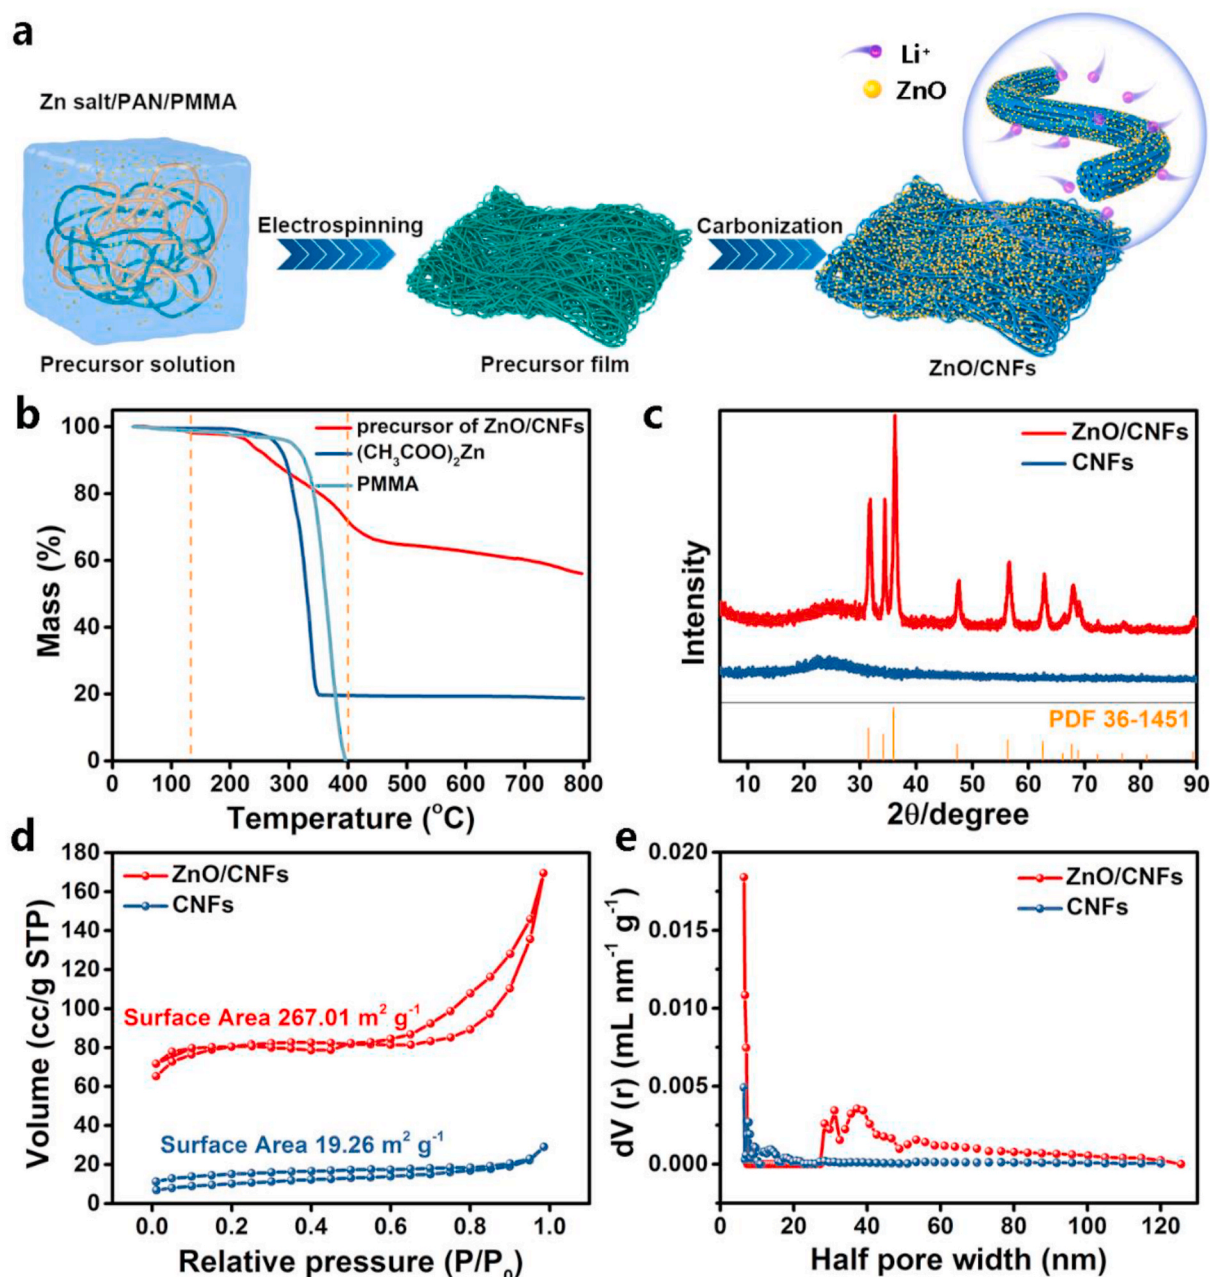 a
Li⁺
ZnO
Zn salt/PAN/PMMA
Electrospinning
Carbonization
Precursor solution
Precursor film
ZnO/CNFs
b
precursor of ZnO/CNFs
(CH₃COO)₂Zn
PMMA
100
80
60
40
20
0
Mass (%)
0 100 200 300 400 500 600 700 800
Temperature (°C)
c
ZnO/CNFs
CNFs
Intensity
PDF 36-1451
10 20 30 40 50 60 70 80 90
2θ/degree
d
ZnO/CNFs
CNFs
180
160
140
120
100
80
60
40
20
0
Volume (cc/g STP)
Surface Area 267.01 m² g⁻¹
Surface Area 19.26 m² g⁻¹
0.0 0.2 0.4 0.6 0.8 1.0
Relative pressure (P/P₀)
e
ZnO/CNFs
CNFs
0.020
0.015
0.010
0.005
0.000
dV (r) (mL nm⁻¹ g⁻¹)
0 20 40 60 80 100 120
Half pore width (nm)